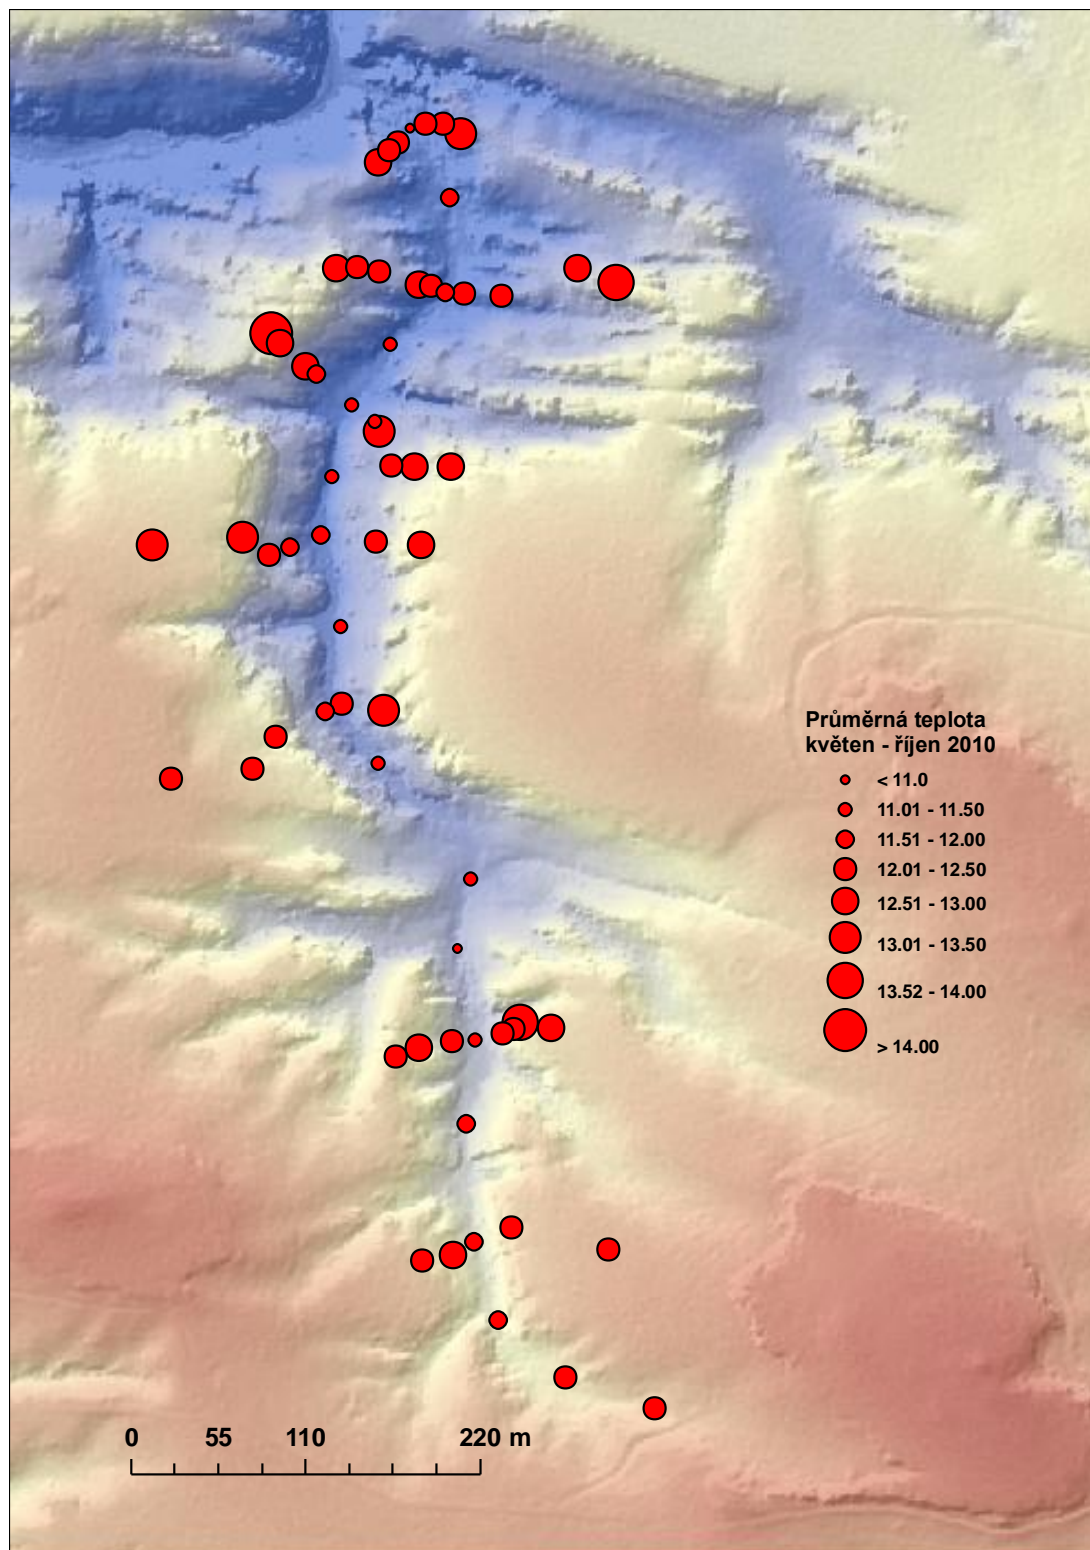 Průměrná teplota
květen - říjen 2010
< 11.0
11.01 - 11.50
11.51 - 12.00
12.01 - 12.50
12.51 - 13.00
13.01 - 13.50
13.52 - 14.00
> 14.00
0 55 110 220 m